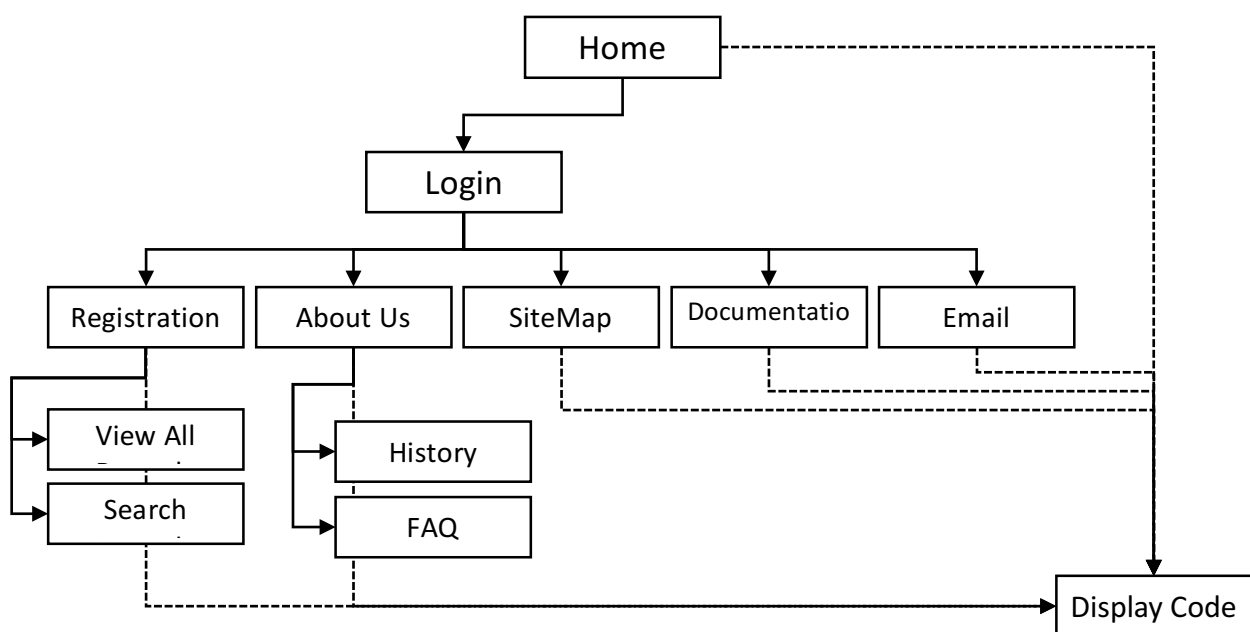 Home
Login
Registration
About Us
SiteMap
Documentatio
Email
View All
History
Search
FAQ
Display Code